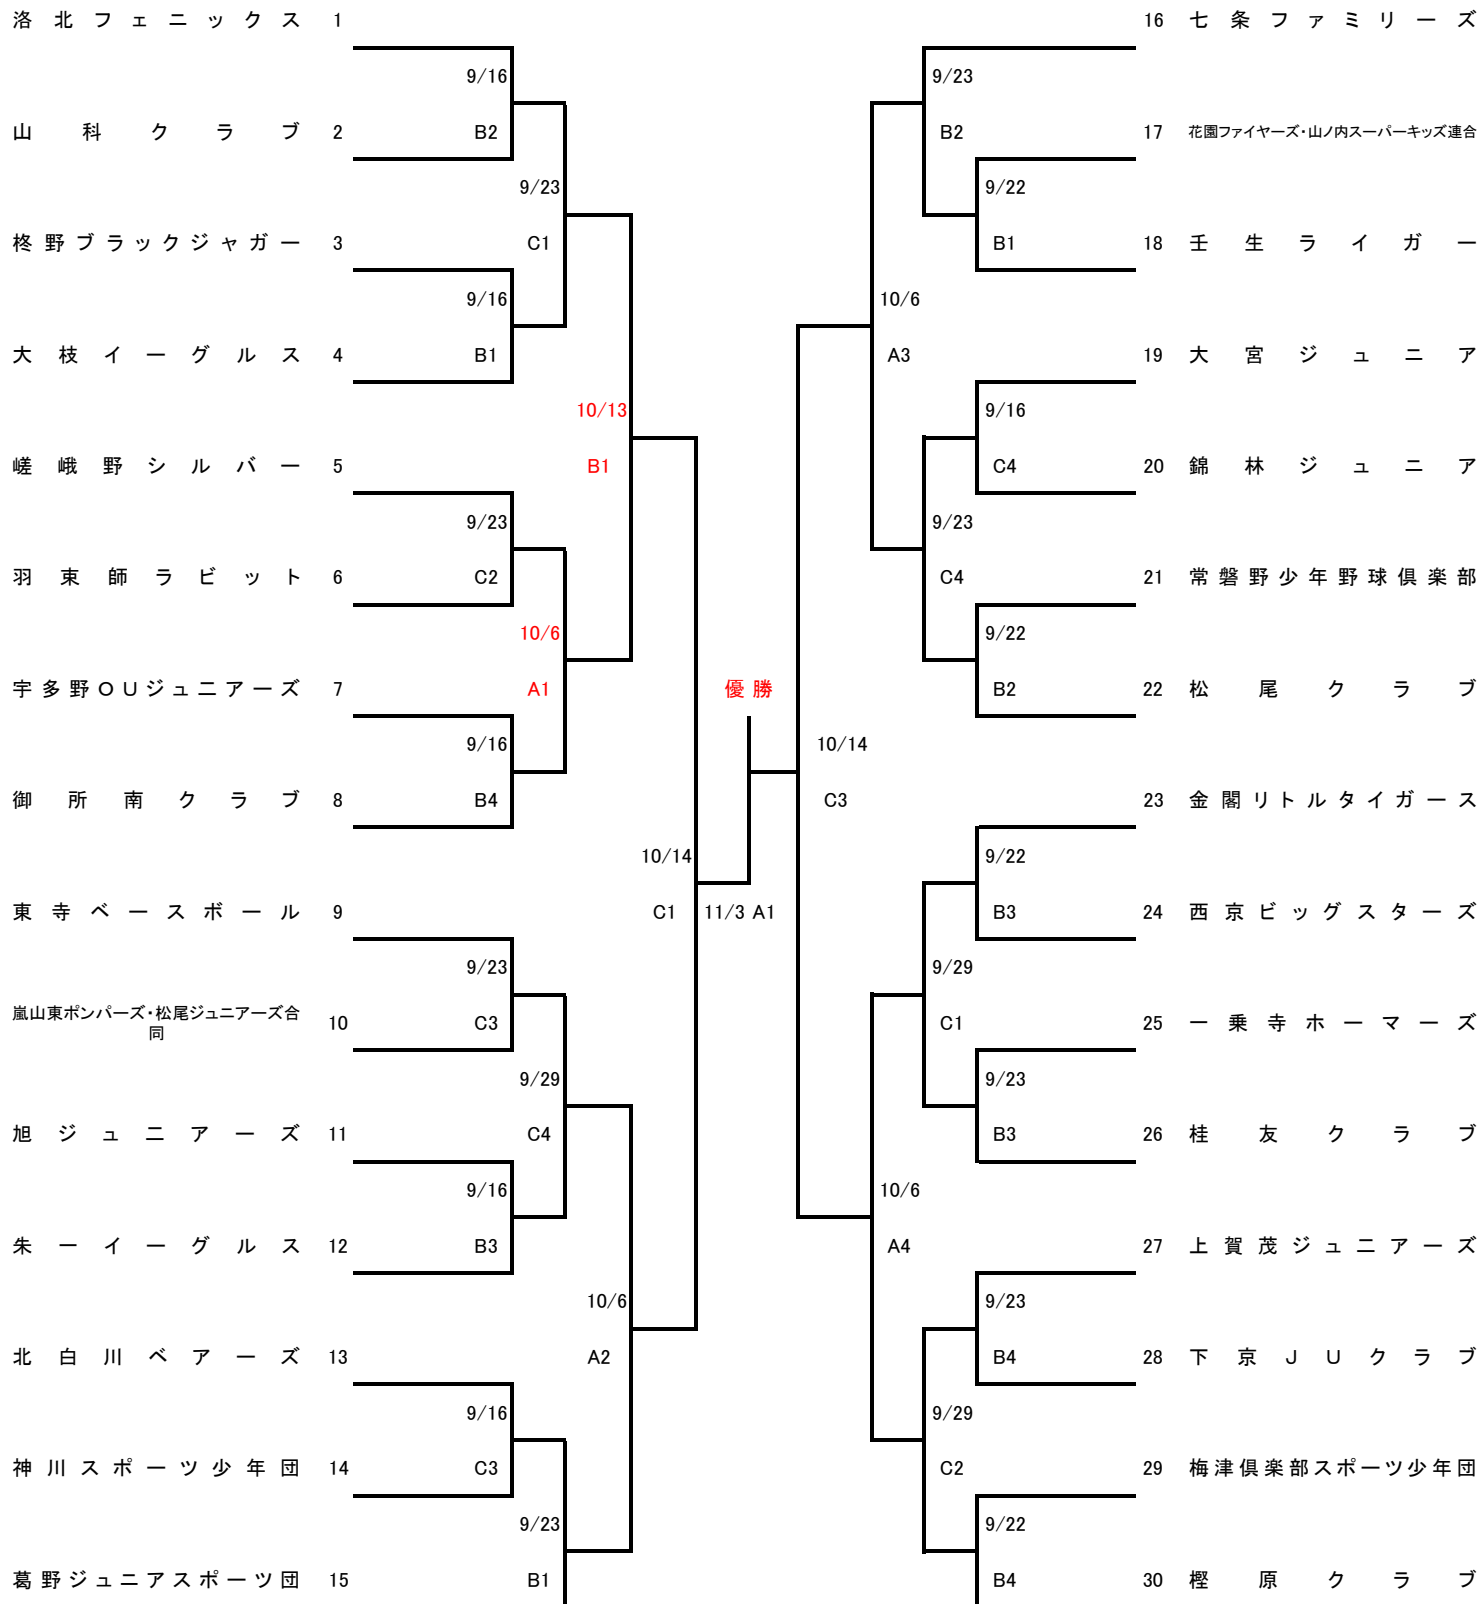 洛北フェニックス 1
9/16
山科クラブ 2
B2
9/23
柊野ブラックジャガー 3
C1
9/16
大枝イーグルス 4
B1
10/13
嵯峨野シルバー 5
B1
9/23
羽束師ラビット 6
C2
10/6
宇多野OUジュニアーズ 7
A1
9/16
御所南クラブ 8
B4
10/14
東寺ベースボール 9
C1
9/23
嵐山東ポンパーズ・松尾ジュニアーズ合
同
10
C3
9/29
旭ジュニアーズ 11
C4
9/16
朱一イーグルス 12
B3
10/6
北白川ベアーズ 13
A2
9/16
神川スポーツ少年団 14
C3
9/23
葛野ジュニアスポーツ団 15
B1
優勝
11/3 A1
16 七条ファミリーズ
9/23
B2
17 花園ファイヤーズ・山ノ内スーパーキッズ連合
9/22
B1
18 壬生ライガー
10/6
A3
19 大宮ジュニア
9/16
C4
20 錦林ジュニア
9/23
C4
21 常磐野少年野球倶楽部
9/22
B2
22 松尾クラブ
10/14
C3
23 金閣リトルタイガース
9/22
B3
24 西京ビッグスターズ
9/29
C1
25 一乗寺ホーマーズ
9/23
B3
26 桂友クラブ
10/6
A4
27 上賀茂ジュニアーズ
9/23
B4
28 下京JUクラブ
9/29
C2
29 梅津倶楽部スポーツ少年団
9/22
B4
30 樫原クラブ